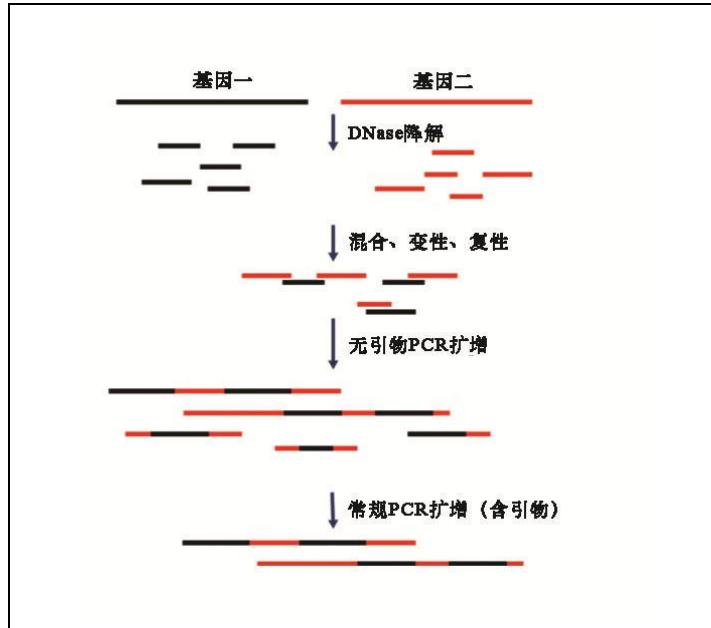 基因一
基因二
DNase降解
混合、变性、复性
无引物PCR扩增
常规PCR扩增（含引物）